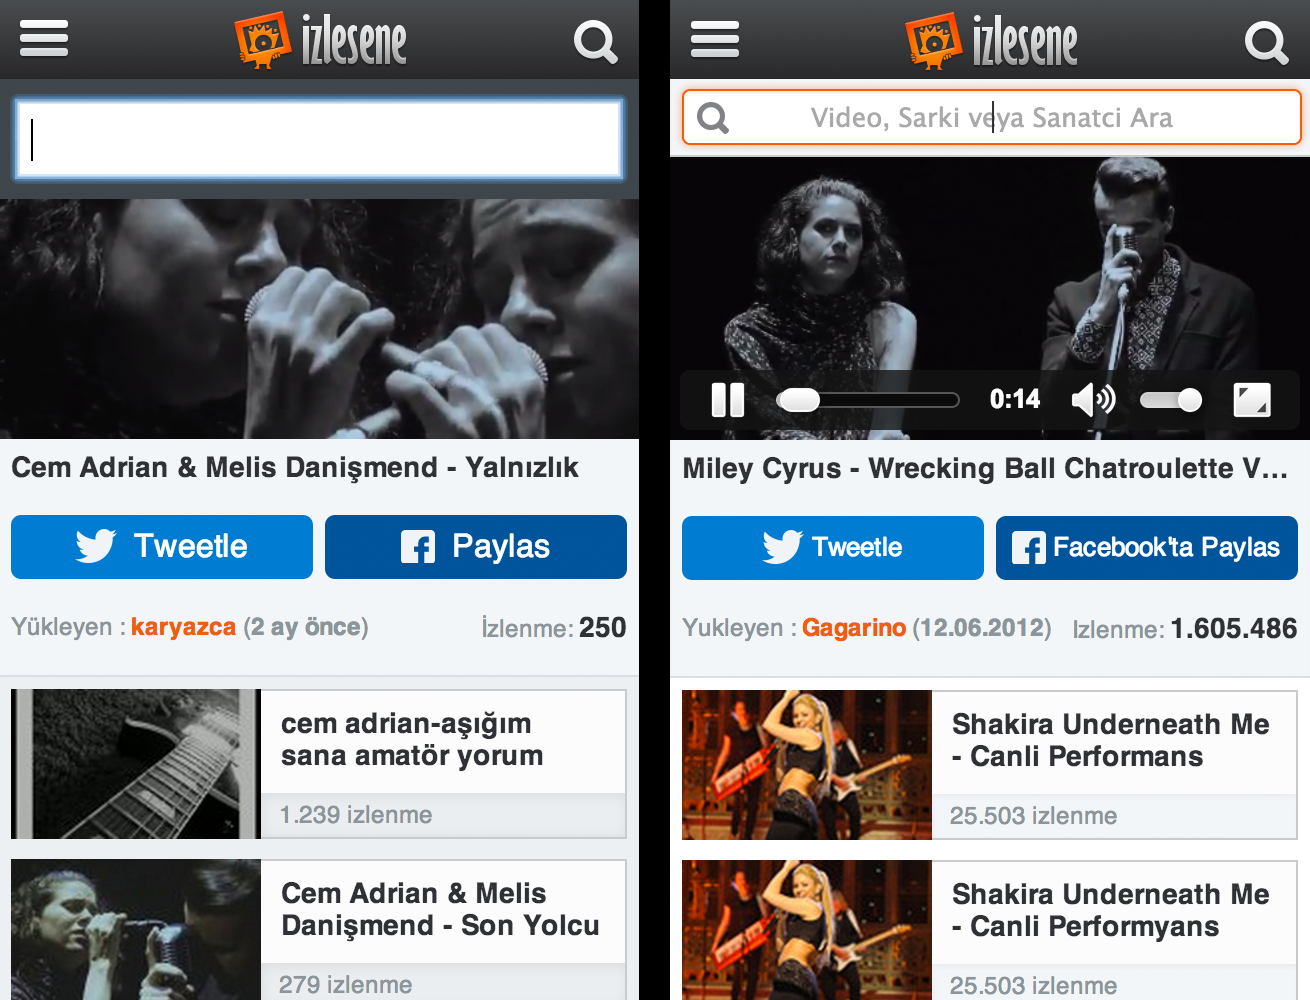 izlesene
Cem Adrian & Melis Danişmend - Yalnızlık
Tweetle
Paylas
Yükleyen : karyazca (2 ay önce)
İzlenme: 250
cem adrian-aşığım
sana amatör yorum
1.239 izlenme
Cem Adrian & Melis
Danişmend - Son Yolcu
279 izlenme
izlesene
Video, Sarki veya Sanatci Ara
0:14
Miley Cyrus - Wrecking Ball Chatroulette V...
Tweetle
Facebook'ta Paylas
Yukleyen : Gagarino (12.06.2012)
Izlenme: 1.605.486
Shakira Underneath Me
- Canli Performans
25.503 izlenme
Shakira Underneath Me
- Canli Performyans
25.503 izlenme